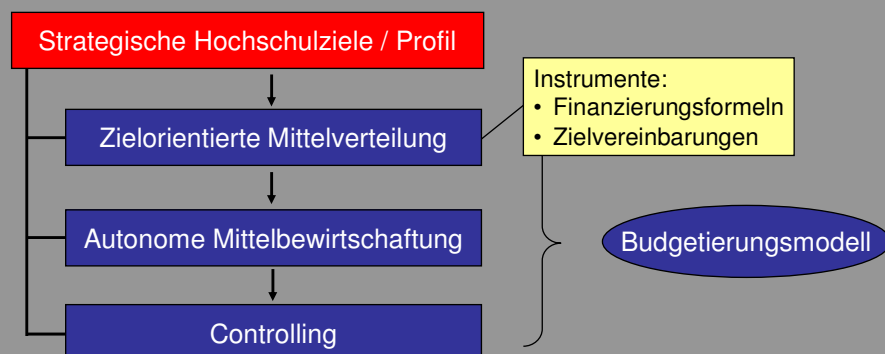 Strategische Hochschulziele / Profil
Instrumente:
• Finanzierungsformeln
• Zielvereinbarungen
Zielorientierte Mittelverteilung
Autonome Mittelbewirtschaftung
Budgetierungsmodell
Controlling